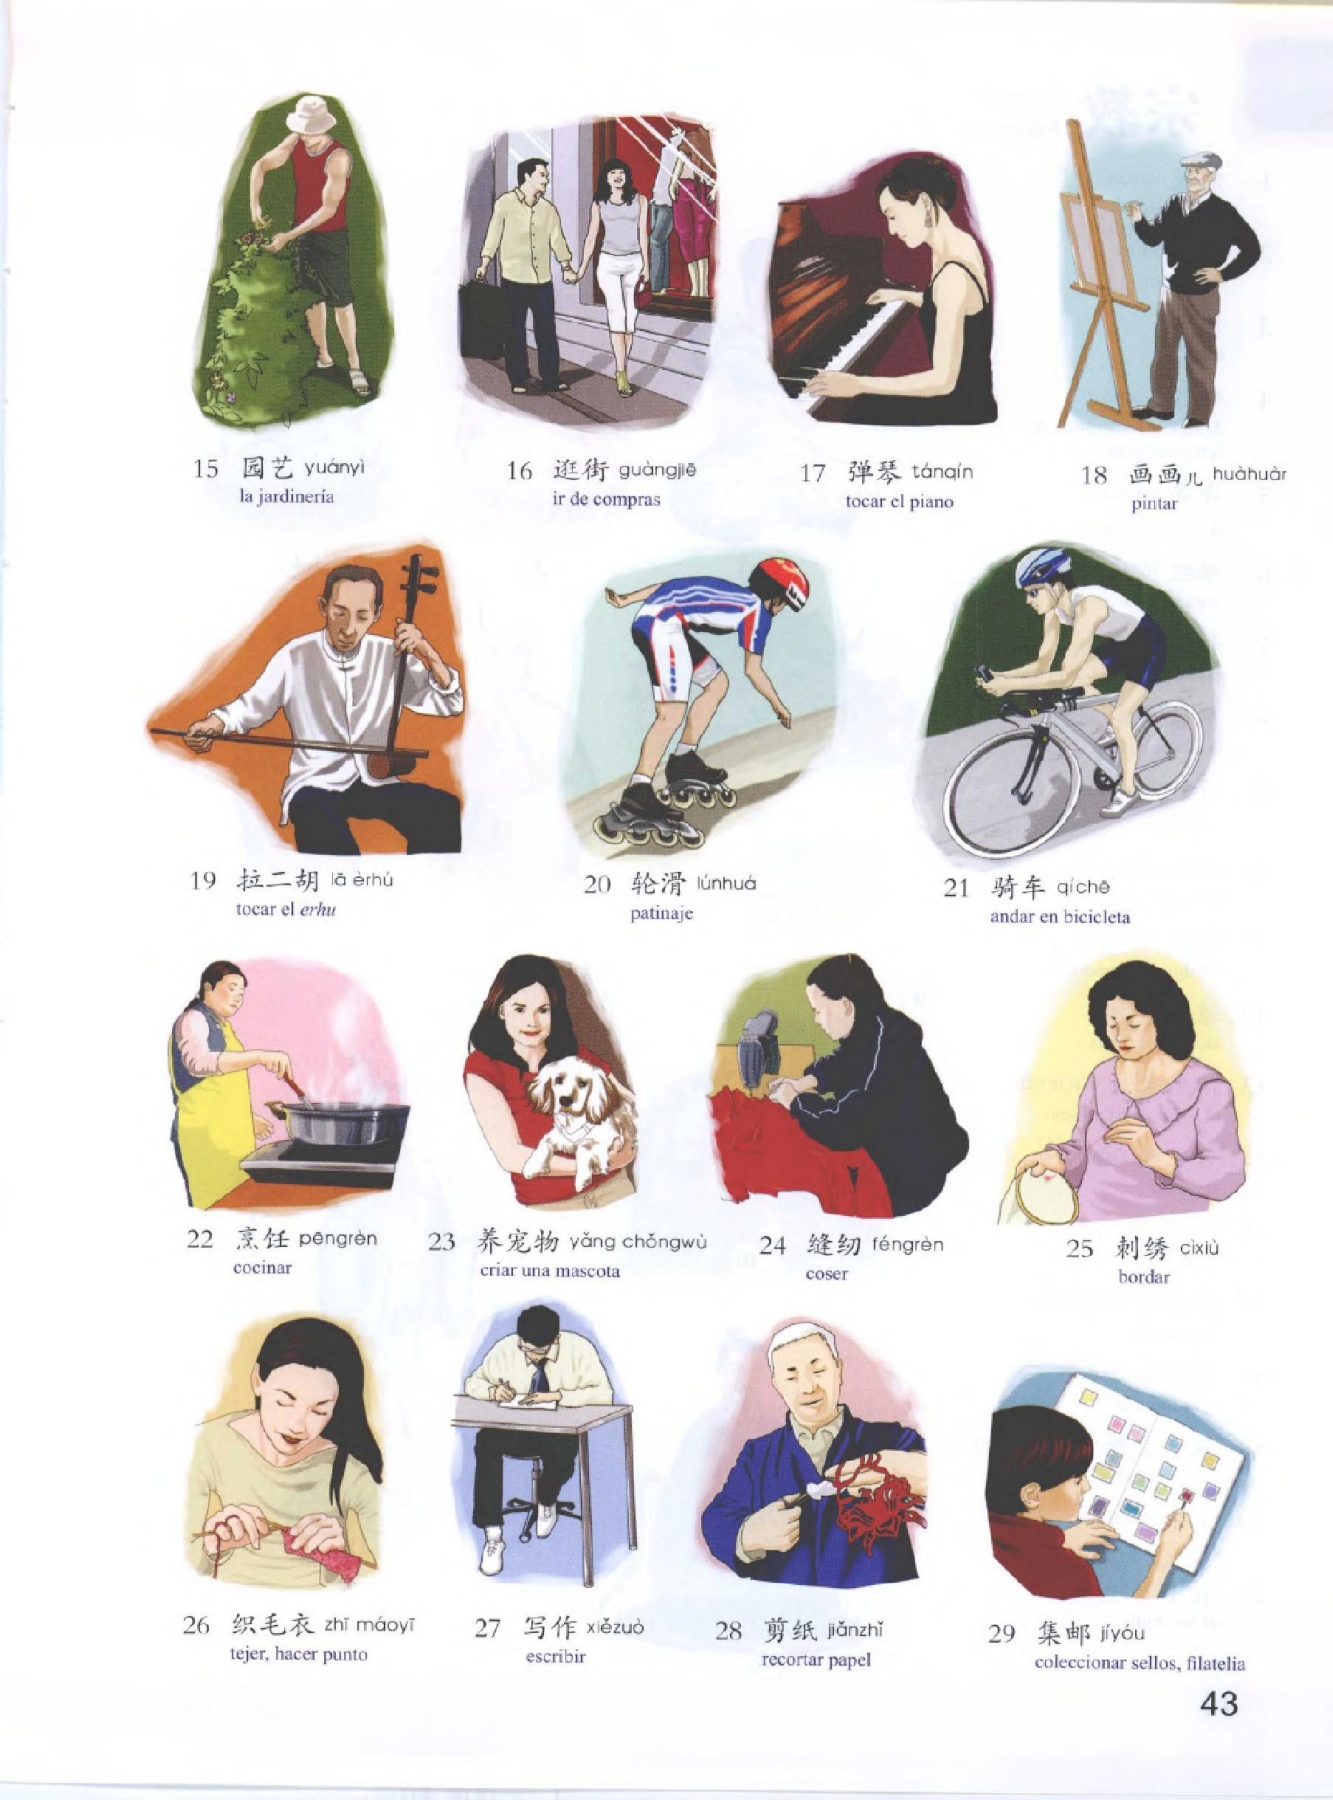 15 园艺 yuányì
la jardinería
16 逛街 guàngjiē
ir de compras
17 弹琴 tánqín
tocar el piano
18 画画儿 huàhuàr
pintar
19 拉二胡 lā èrhú
tocar el erhu
20 轮滑 lúnhuá
patinaje
21 骑车 qíchē
andar en bicicleta
22 烹饪 pēngrèn
cocinar
23 养宠物 yǎng chǒngwù
criar una mascota
24 缝纫 féngrèn
coser
25 刺绣 cìxiù
bordar
26 织毛衣 zhī máoyī
tejer, hacer punto
27 写作 xiězuò
escribir
28 剪纸 jiǎnzhǐ
recortar papel
29 集邮 jíyóu
coleccionar sellos, filatelia
43